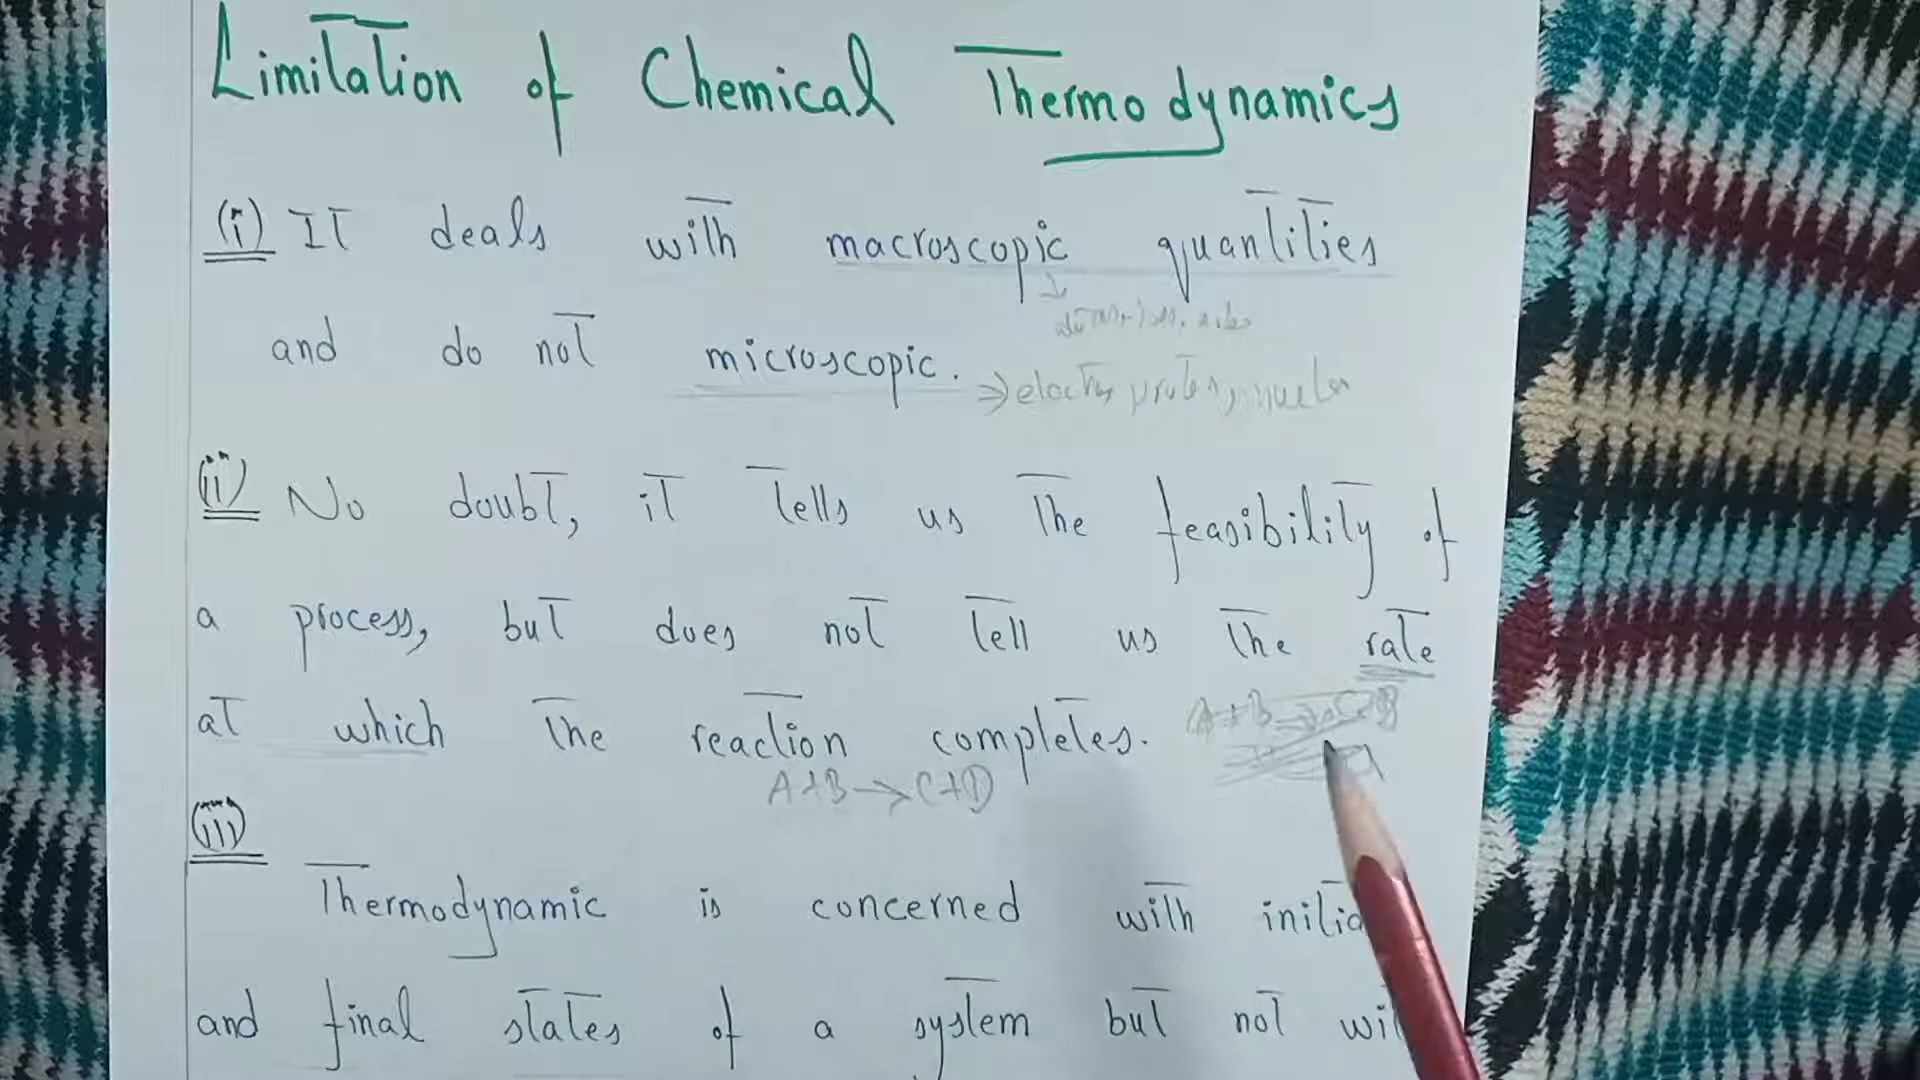 Limitation of Chemical Thermodynamics
(i) It deals with macroscopic quantities
and do not microscopic.
(ii) No doubt, it tells us the feasibility of
a process, but does not tell us the rate
at which the reaction completes.
A+B→C+D
(iii)
Thermodynamic is concerned with
and final states of a system but not